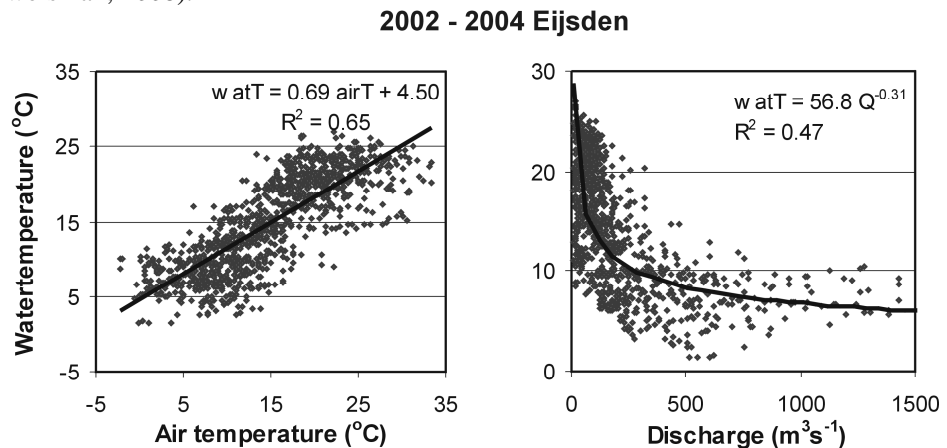 2002 - 2004 Eijsden
35
25
15
5
-5
Watertemperature (°C)
w atT = 0.69 airT + 4.50
R² = 0.65
-5 5 15 25 35
Air temperature (°C)
30
20
10
0
w atT = 56.8 Q^-0.31
R² = 0.47
0 500 1000 1500
Discharge (m³s⁻¹)